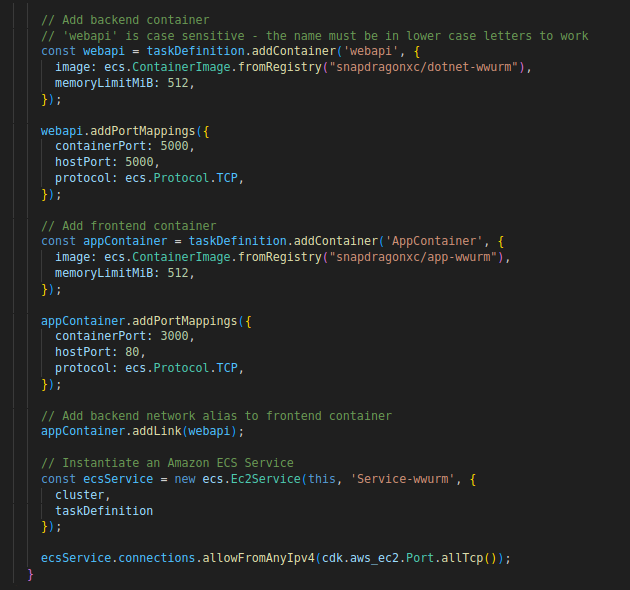 // Add backend container
// 'webapi' is case sensitive - the name must be in lower case letters to work
const webapi = taskDefinition.addContainer('webapi', {
  image: ecs.ContainerImage.fromRegistry("snapdragonxc/dotnet-wwurm"),
  memoryLimitMiB: 512,
});

webapi.addPortMappings({
  containerPort: 5000,
  hostPort: 5000,
  protocol: ecs.Protocol.TCP,
});

// Add frontend container
const appContainer = taskDefinition.addContainer('AppContainer', {
  image: ecs.ContainerImage.fromRegistry("snapdragonxc/app-wwurm"),
  memoryLimitMiB: 512,
});

appContainer.addPortMappings({
  containerPort: 3000,
  hostPort: 80,
  protocol: ecs.Protocol.TCP,
});

// Add backend network alias to frontend container
appContainer.addLink(webapi);

// Instantiate an Amazon ECS Service
const ecsService = new ecs.Ec2Service(this, 'Service-wwurm', {
  cluster,
  taskDefinition
});

ecsService.connections.allowFromAnyIpv4(cdk.aws_ec2.Port.allTcp());
}